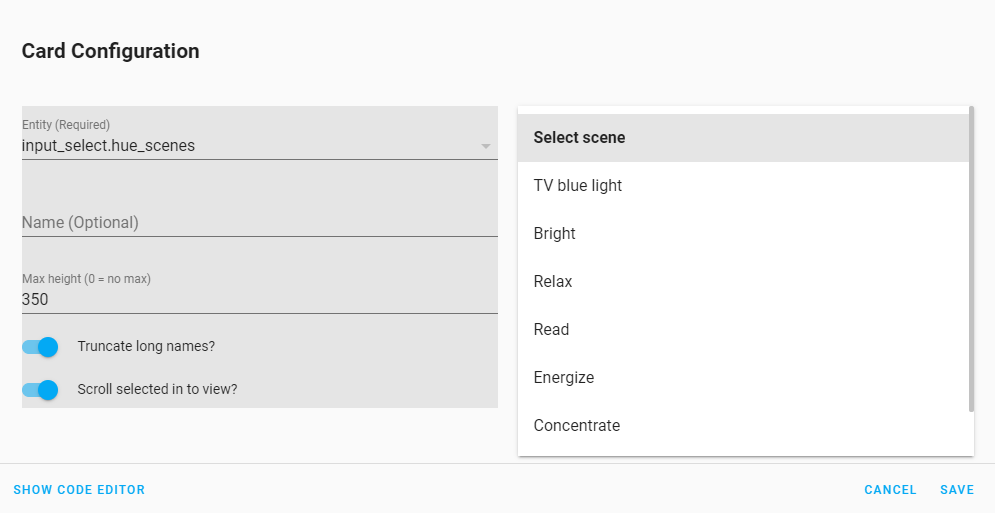 Card Configuration
Entity (Required)
input_select.hue_scenes
Name (Optional)
Max height (0 = no max)
350
Truncate long names?
Scroll selected in to view?
Select scene
TV blue light
Bright
Relax
Read
Energize
Concentrate
SHOW CODE EDITOR
CANCEL
SAVE